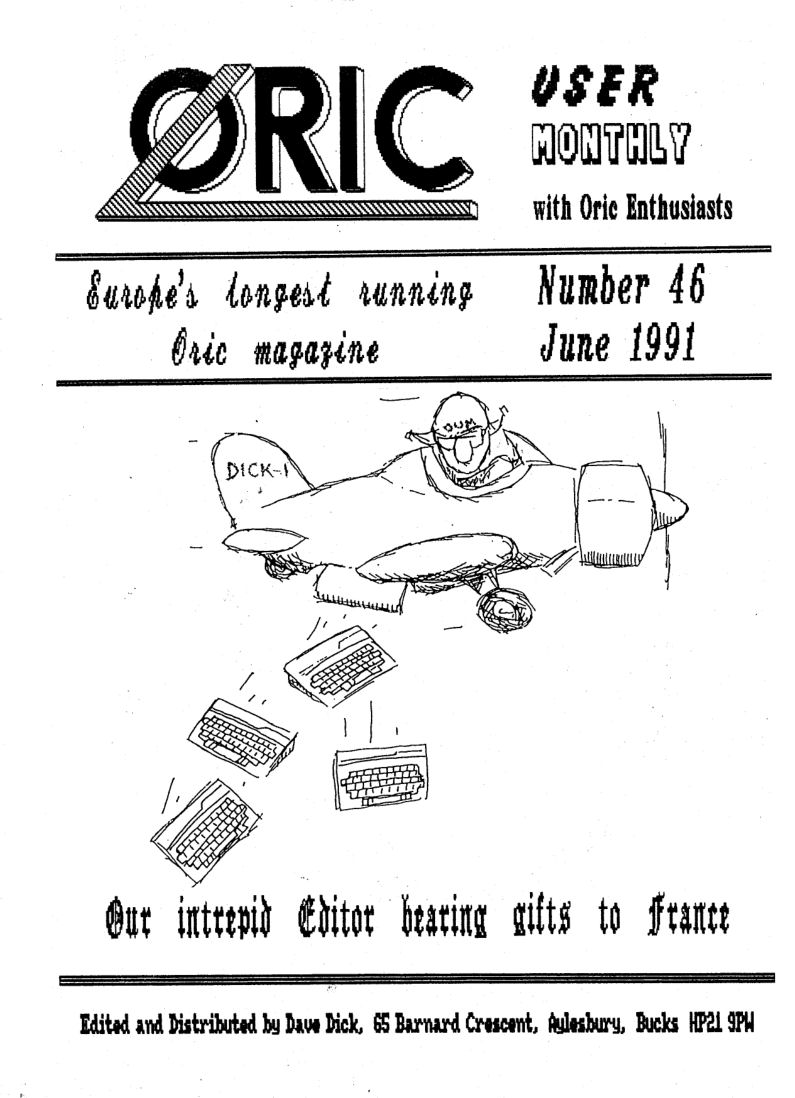 ORIC
USER
MONTHLY
with Oric Enthusiasts
Europe's longest running
Oric magazine
Number 46
June 1991
OUM
DICK-1
Our intrepid Editor bearing gifts to France
Edited and Distributed by Dave Dick, 65 Barnard Crescent, Aylesbury, Bucks HP21 9PW